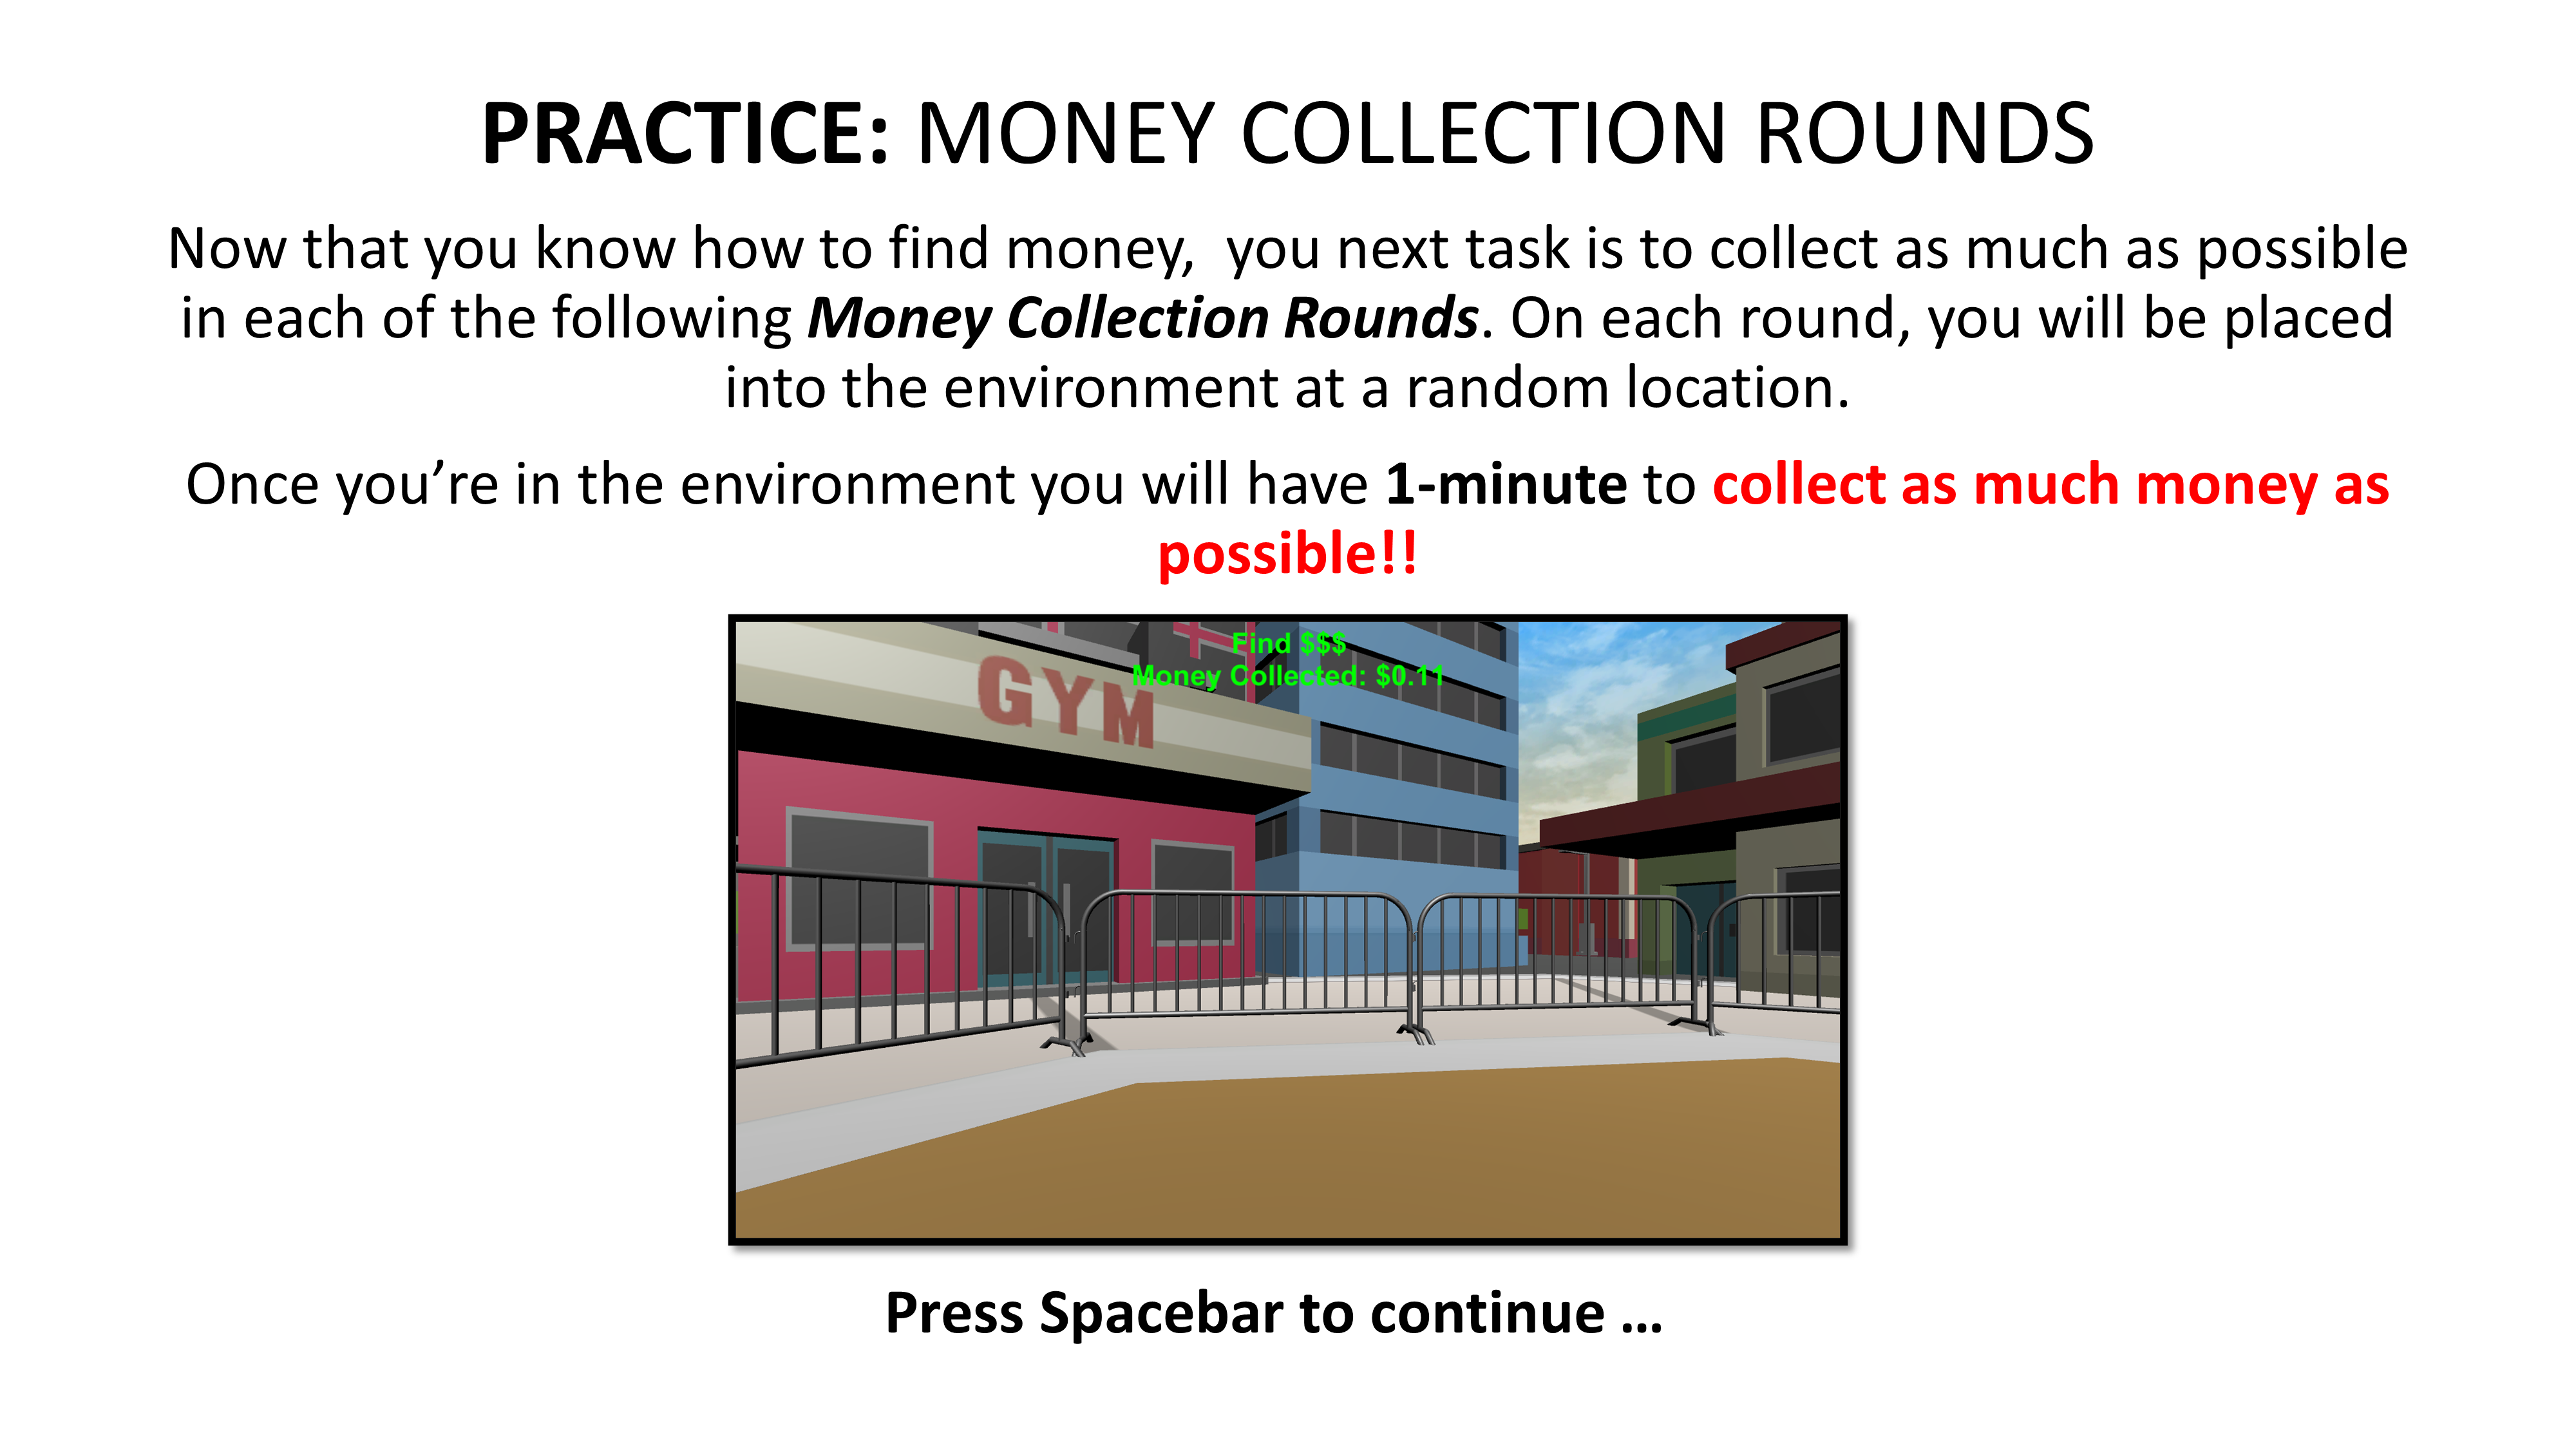 PRACTICE: MONEY COLLECTION ROUNDS
Now that you know how to find money,  you next task is to collect as much as possible
in each of the following Money Collection Rounds. On each round, you will be placed
into the environment at a random location.
Once you’re in the environment you will have 1-minute to collect as much money as
possible!!
Find $$$
Money Collected: $0.11
GYM
Press Spacebar to continue …